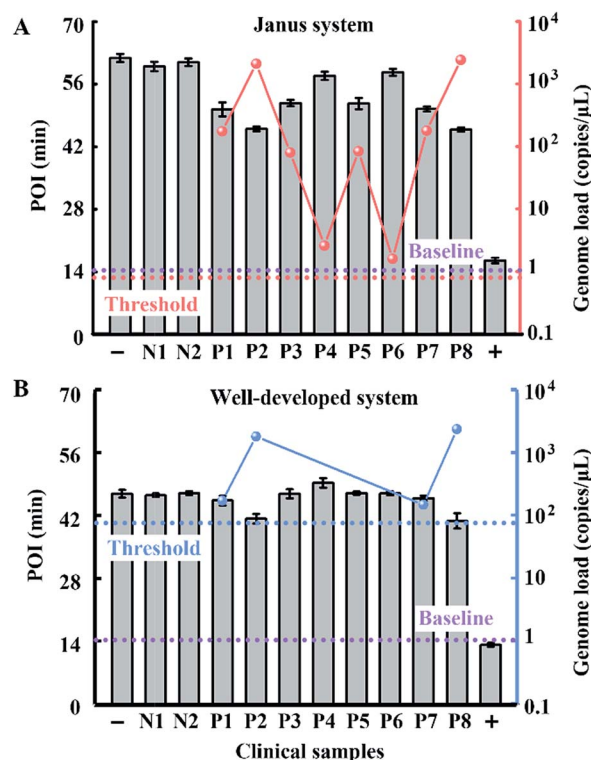 A
Janus system
POI (min)
70
56
42
28
14
0
Genome load (copies/μL)
10⁴
10³
10²
10
1
0.1
Baseline
Threshold
− N1 N2 P1 P2 P3 P4 P5 P6 P7 P8 +
B
Well-developed system
POI (min)
70
56
42
28
14
0
Genome load (copies/μL)
10⁴
10³
10²
10
1
0.1
Threshold
Baseline
− N1 N2 P1 P2 P3 P4 P5 P6 P7 P8 +
Clinical samples